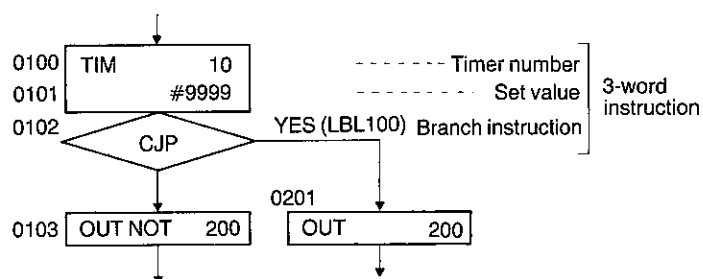 0100 TIM 10 Timer number
0101 #9999 Set value
3-word
instruction
0102 CJP YES (LBL100) Branch instruction
0201
0103 OUT NOT 200 OUT 200